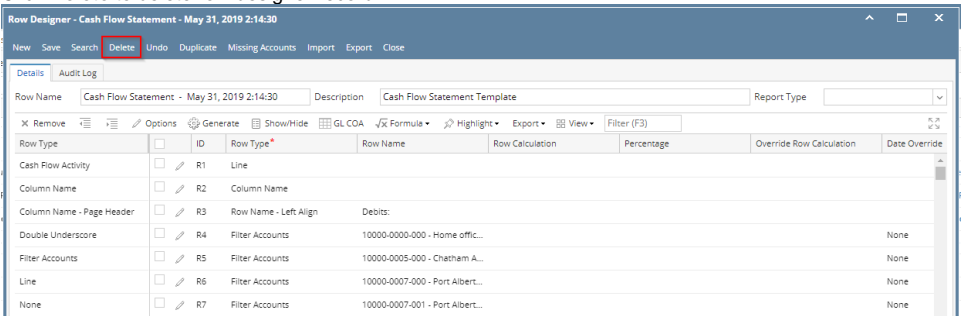 Row Designer - Cash Flow Statement - May 31, 2019 2:14:30
New Save Search Delete Undo Duplicate Missing Accounts Import Export Close
Details Audit Log
Row Name Cash Flow Statement - May 31, 2019 2:14:30 Description Cash Flow Statement Template Report Type
Remove Options Generate Show/Hide GL COA Formula Highlight Export View Filter (F3)
Row Type ID Row Type* Row Name Row Calculation Percentage Override Row Calculation Date Override
Cash Flow Activity R1 Line
Column Name R2 Column Name
Column Name - Page Header R3 Row Name - Left Align Debits:
Double Underscore R4 Filter Accounts 10000-0000-000 - Home offic... None
Filter Accounts R5 Filter Accounts 10000-0005-000 - Chatham A... None
Line R6 Filter Accounts 10000-0007-000 - Port Albert... None
None R7 Filter Accounts 10000-0007-001 - Port Albert... None